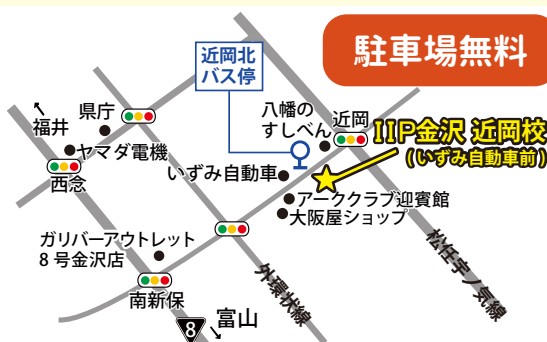 駐車場無料
近岡北
バス停
県庁
福井
ヤマダ電機
西念
八幡の
すしべん
近岡
IIP金沢 近岡校
(いずみ自動車前)
いずみ自動車
アーククラブ迎賓館
大阪屋ショップ
ガリバーアウトレット
8号金沢店
南新保
外環状線
松任宇ノ気線
8
富山